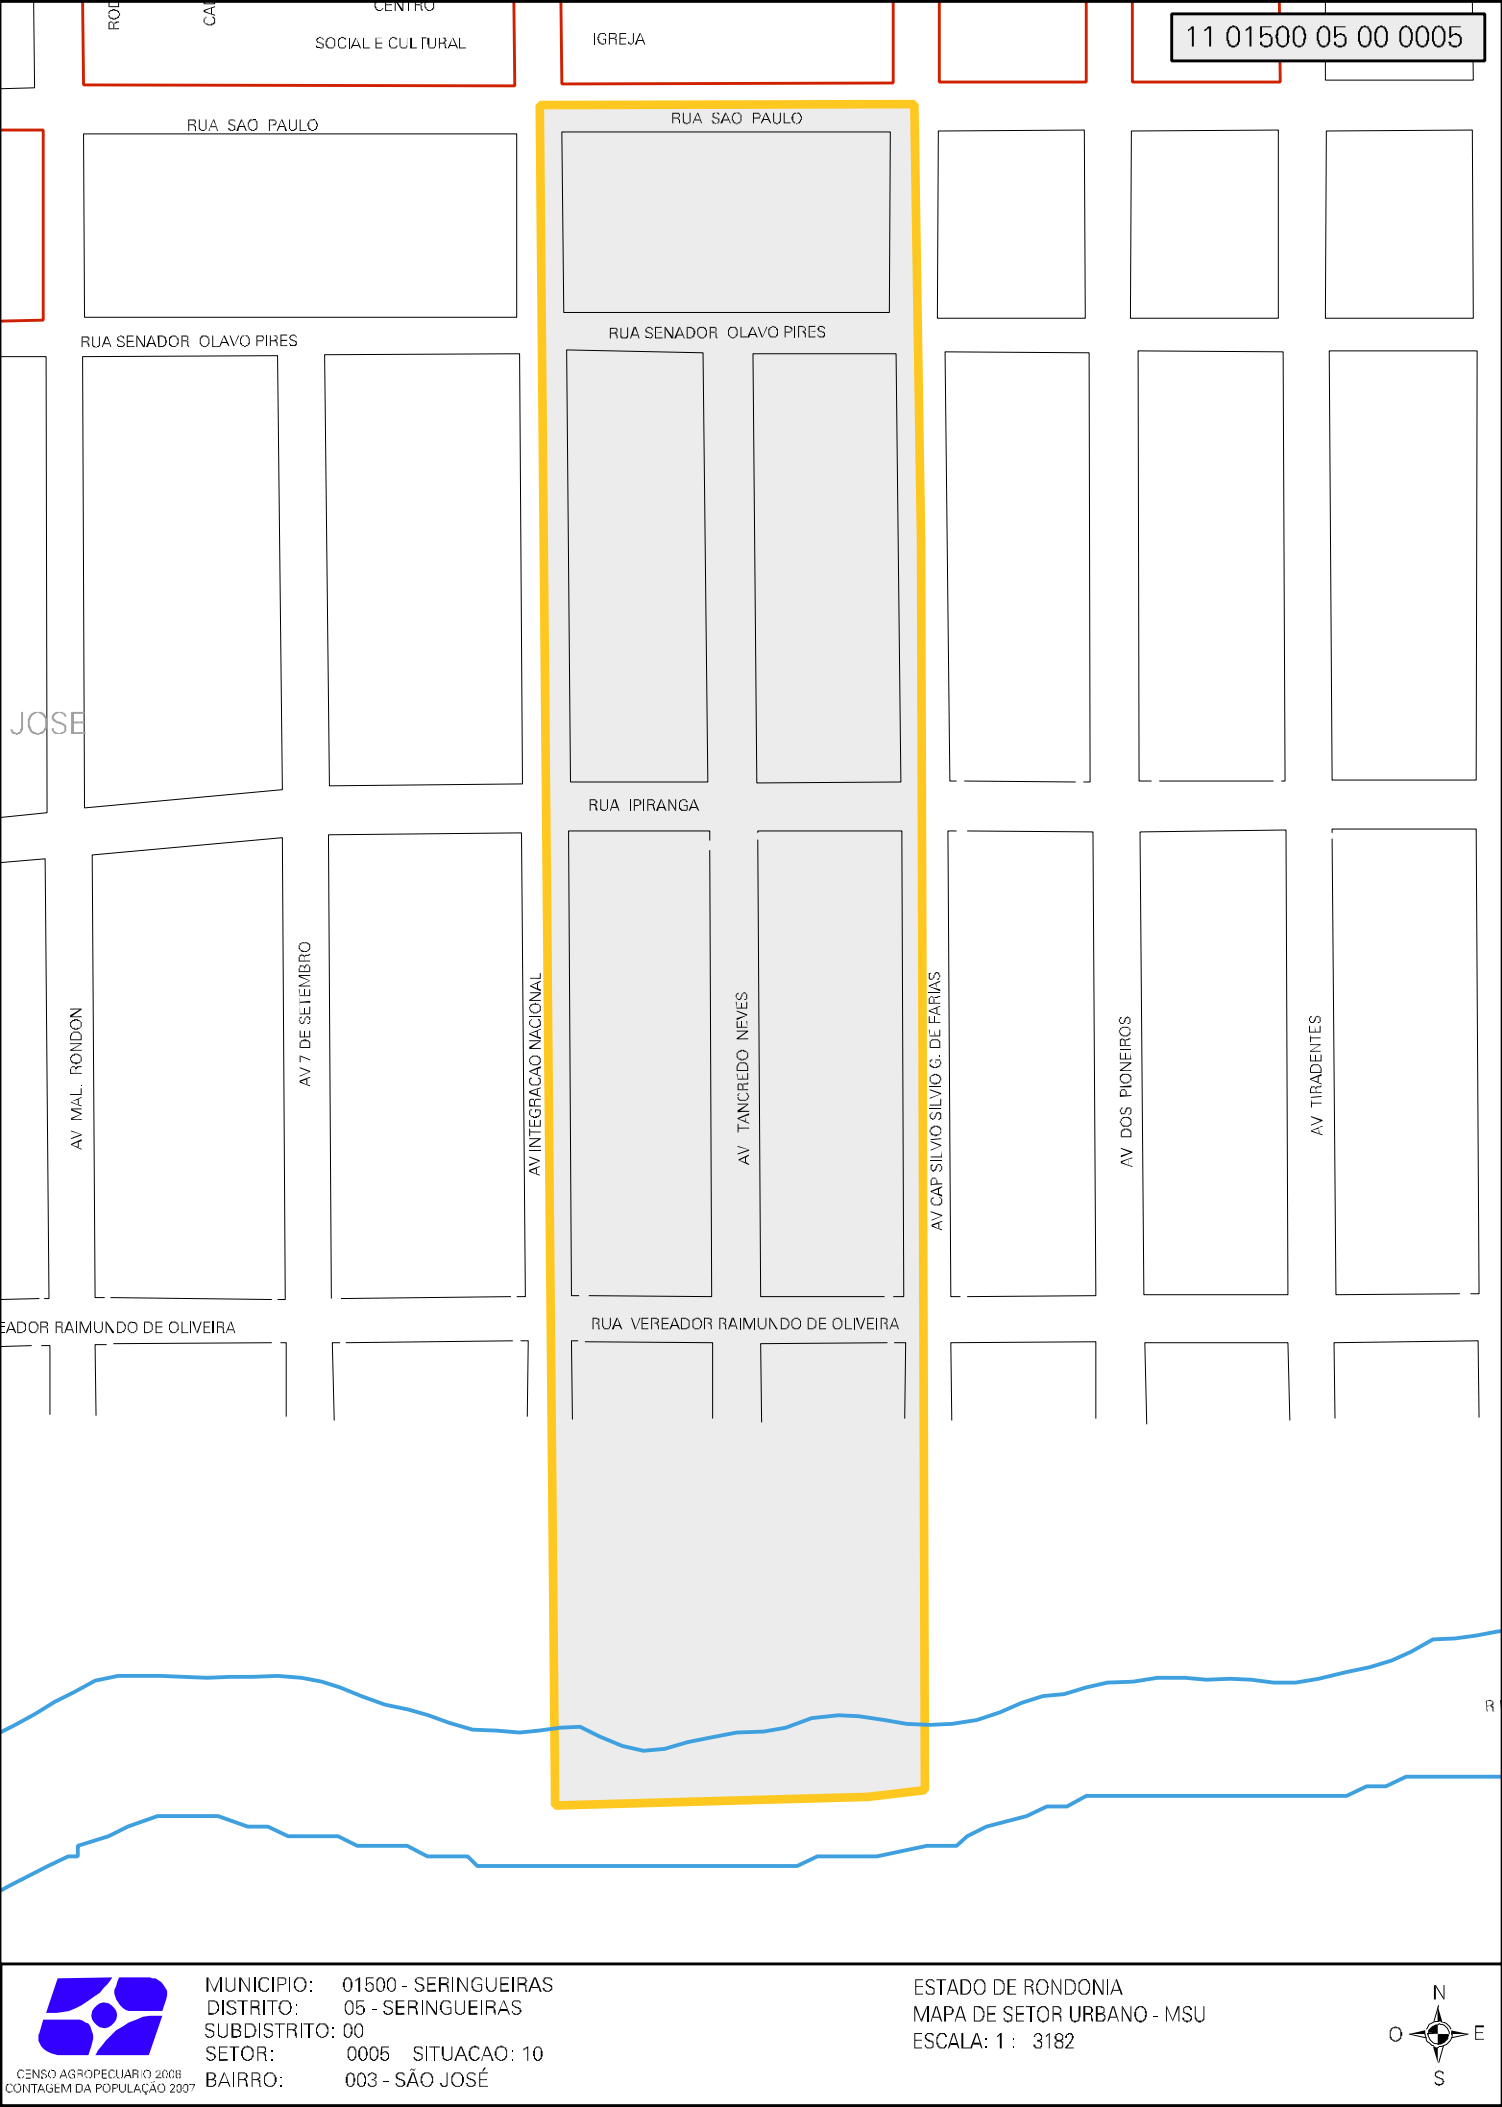 CENTRO
SOCIAL E CULTURAL
IGREJA
11 01500 05 00 0005
RUA SAO PAULO
RUA SAO PAULO
RUA SENADOR OLAVO PIRES
RUA SENADOR OLAVO PIRES
JOSE
RUA IPIRANGA
AV MAL. RONDON
AV 7 DE SETEMBRO
AV INTEGRACAO NACIONAL
AV TANCREDO NEVES
AV CAP SILVIO SILVIO G. DE FARIAS
AV DOS PIONEIROS
AV TIRADENTES
EADOR RAIMUNDO DE OLIVEIRA
RUA VEREADOR RAIMUNDO DE OLIVEIRA
R
MUNICIPIO: 01500 - SERINGUEIRAS
DISTRITO: 05 - SERINGUEIRAS
SUBDISTRITO: 00
SETOR: 0005 SITUACAO: 10
BAIRRO: 003 - SÃO JOSÉ
CENSO AGROPECUARIO 2006
CONTAGEM DA POPULAÇÃO 2007
ESTADO DE RONDONIA
MAPA DE SETOR URBANO - MSU
ESCALA: 1 : 3182
N
O E
S